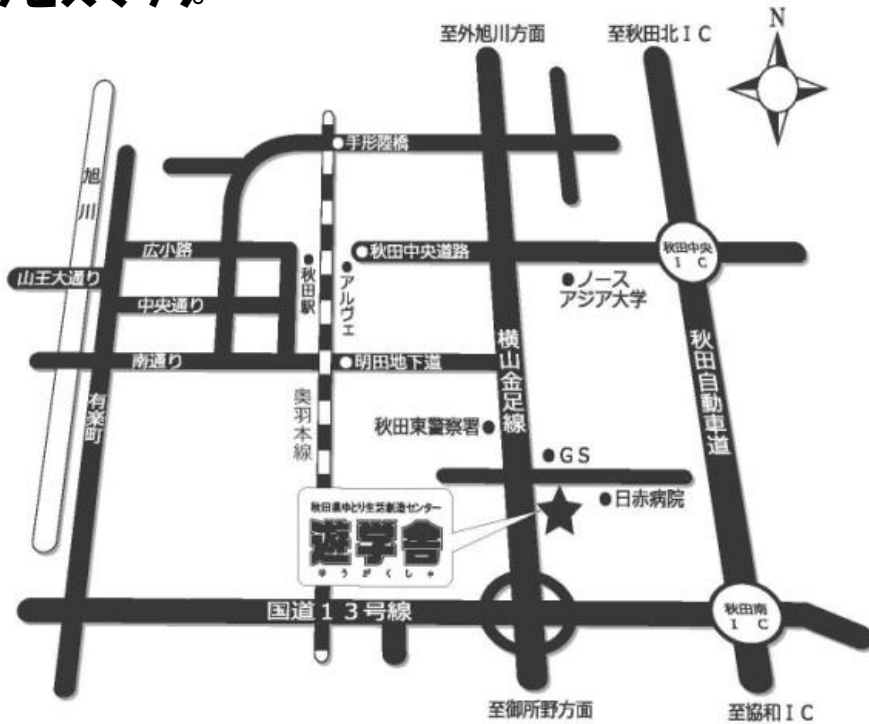 至外旭川方面
至秋田北ＩＣ
N
手形陸橋
旭川
広小路
秋田中央道路
秋田中央
Ｉ Ｃ
山王大通り
秋田駅
アルヴェ
ノース
アジア大学
中央通り
南通り
明田地下道
横山金足線
秋田自動車道
有楽町
奥羽本線
秋田東警察署
ＧＳ
日赤病院
秋田県ゆとり生活創造センター
遊学舎
ゆうがくしゃ
国道１３号線
秋田南
Ｉ Ｃ
至御所野方面
至協和ＩＣ